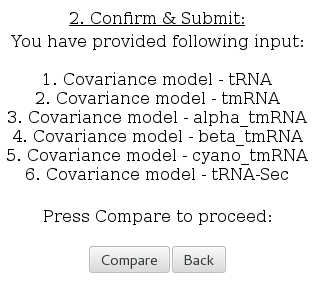 2. Confirm & Submit:
You have provided following input:
1. Covariance model - tRNA
2. Covariance model - tmRNA
3. Covariance model - alpha_tmRNA
4. Covariance model - beta_tmRNA
5. Covariance model - cyano_tmRNA
6. Covariance model - tRNA-Sec
Press Compare to proceed:
Compare Back